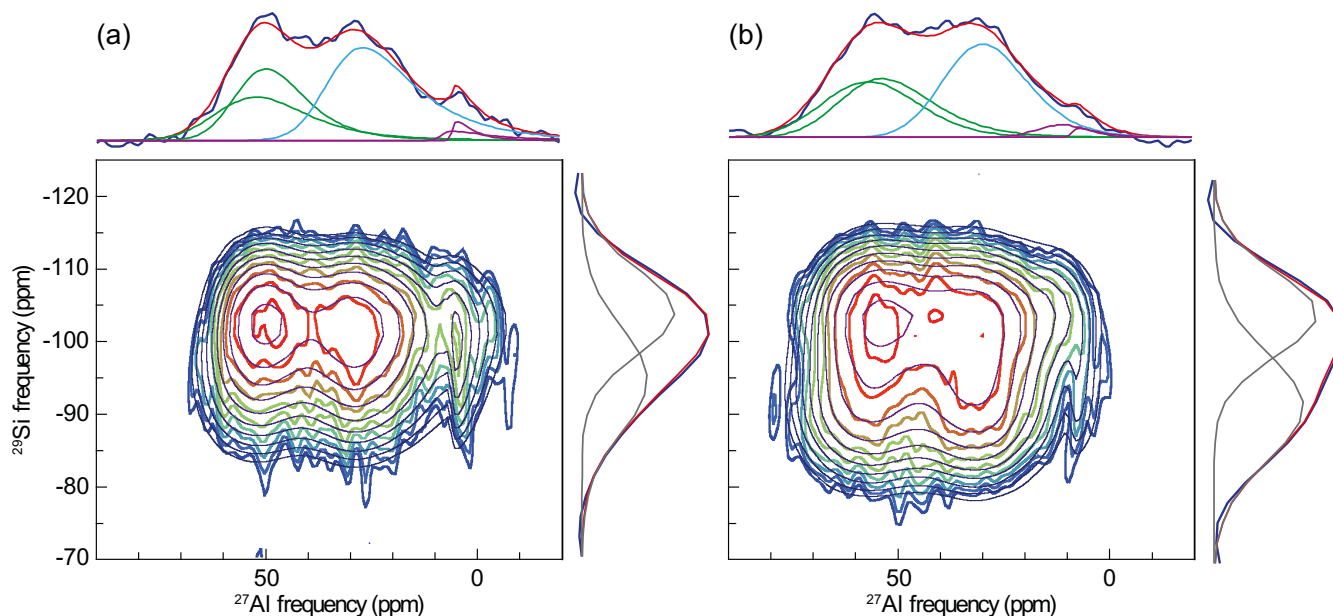 (a)
(b)
-120
-110
-100
-90
-80
-70
²⁹Si frequency (ppm)
50
0
50
0
²⁷Al frequency (ppm)
²⁷Al frequency (ppm)